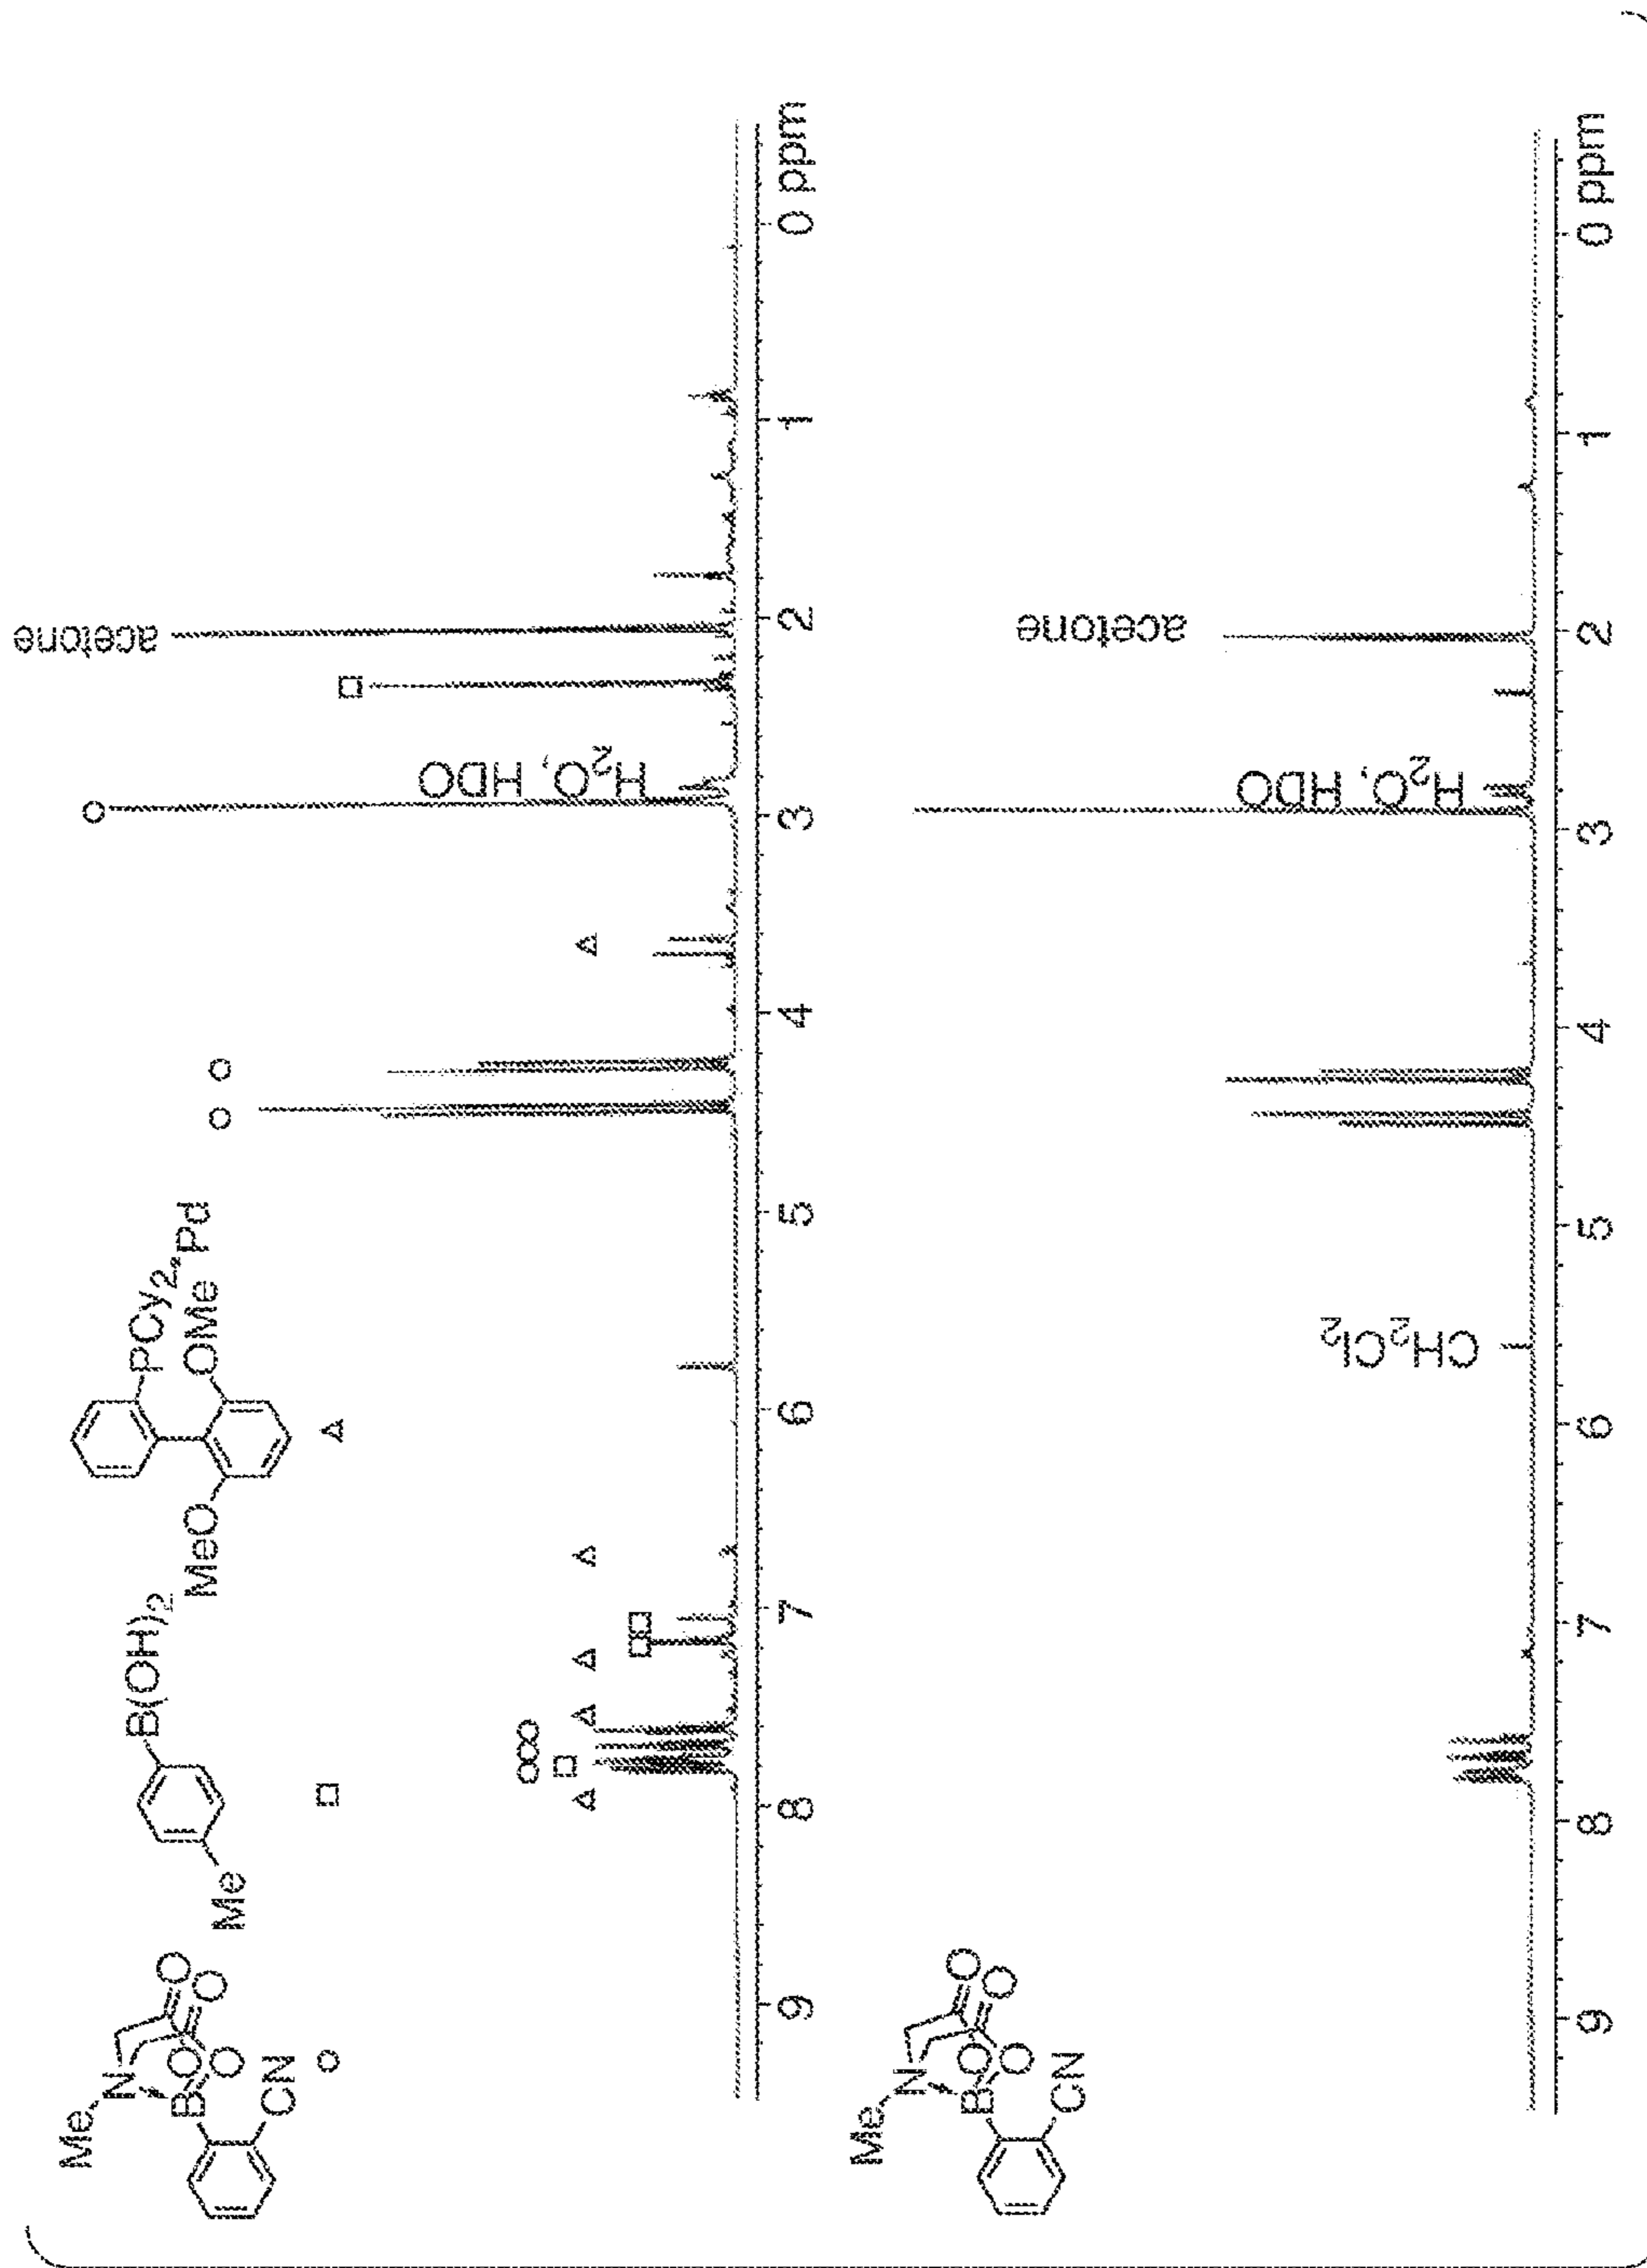 Me
N
O
O
B
O
O
CN
○
Me
B(OH)2
□
PCy2•Pd
MeO
OMe
△
○
○
○
○○○
□
□□
□
△
△
△
△
△
H2O, HDO
acetone
9 8 7 6 5 4 3 2 1 0 ppm
Me
N
O
O
B
O
O
CN
CH2Cl2
H2O, HDO
acetone
9 8 7 6 5 4 3 2 1 0 ppm